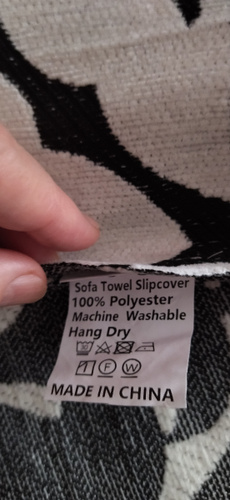 Sofa Towel Slipcover
100% Polyester
Machine Washable
Hang Dry
MADE IN CHINA